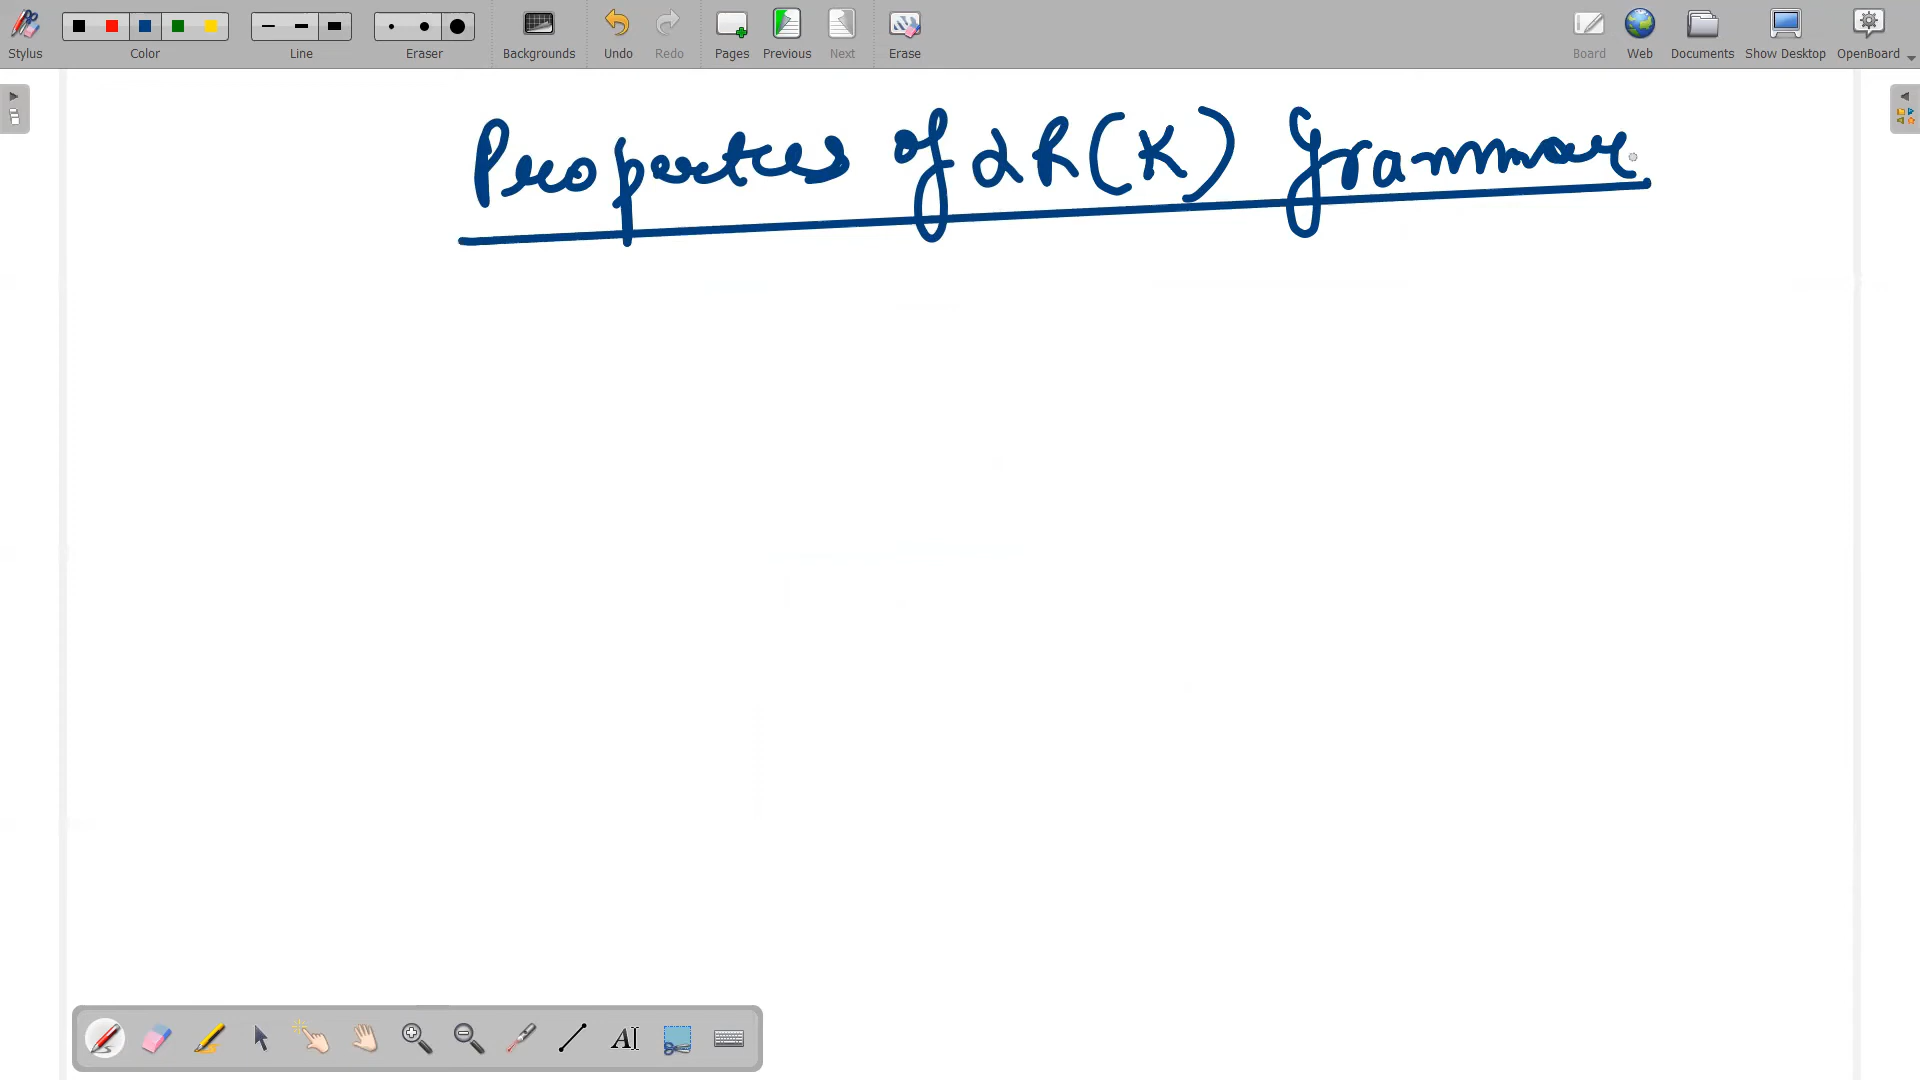 Stylus Color Line Eraser Backgrounds Undo Redo Pages Previous Next Erase Board Web Documents Show Desktop OpenBoard
Properties of LR(K) Grammar
AI